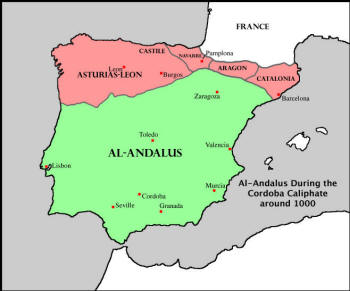 FRANCE
CASTILE
NAVARRE
Pamplona
Leon
ASTURIAS-LEON
Burgos
ARAGON
CATALONIA
Zaragoza
Barcelona
Toledo
AL-ANDALUS
Valencia
Lisbon
Murcia
Al-Andalus During the
Cordoba Caliphate
around 1000
Cordoba
Seville
Granada